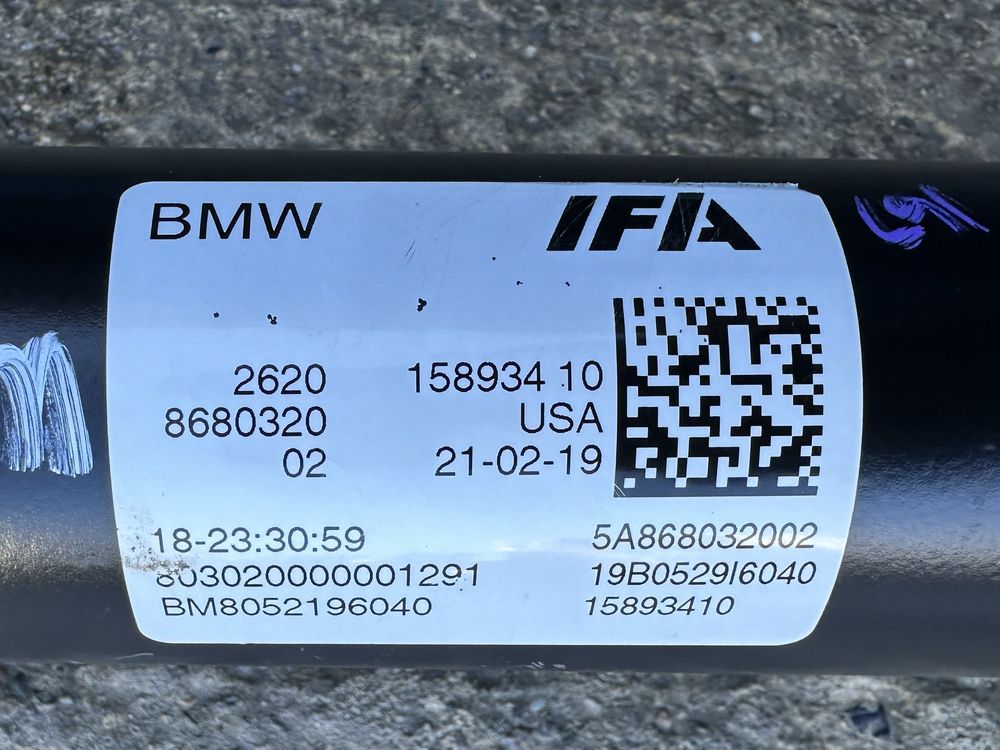 BMW IFA
2620 158934 10
8680320 USA
02 21-02-19
18-23:30:59 5A868032002
803020000001291 19B0529I6040
BM8052196040 15893410